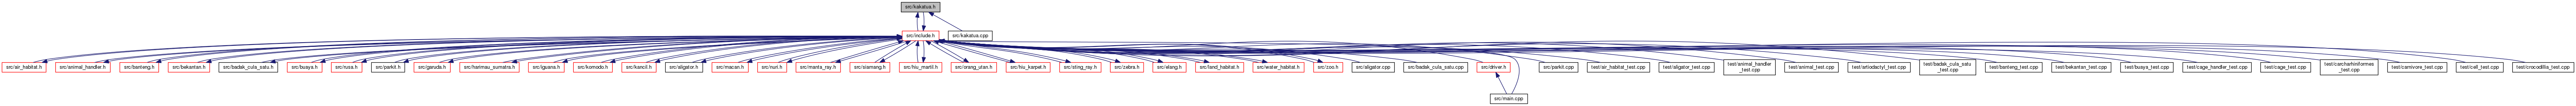 src/kakatua.h
src/include.h
src/kakatua.cpp
src/air_habitat.h
src/animal_handler.h
src/banteng.h
src/bekantan.h
src/badak_cula_satu.h
src/buaya.h
src/rusa.h
src/parkit.h
src/garuda.h
src/harimau_sumatra.h
src/iguana.h
src/komodo.h
src/kancil.h
src/aligator.h
src/macan.h
src/nuri.h
src/manta_ray.h
src/siamang.h
src/hiu_martil.h
src/orang_utan.h
src/hiu_karpet.h
src/sting_ray.h
src/zebra.h
src/elang.h
src/land_habitat.h
src/water_habitat.h
src/zoo.h
src/aligator.cpp
src/badak_cula_satu.cpp
src/driver.h
src/parkit.cpp
test/air_habitat_test.cpp
test/aligator_test.cpp
test/animal_handler
_test.cpp
test/animal_test.cpp
test/artiodactyl_test.cpp
test/badak_cula_satu
_test.cpp
test/banteng_test.cpp
test/bekantan_test.cpp
test/buaya_test.cpp
test/cage_handler_test.cpp
test/cage_test.cpp
test/carcharhiniformes
_test.cpp
test/carnivore_test.cpp
test/cell_test.cpp
test/crocodilia_test.cpp
src/main.cpp